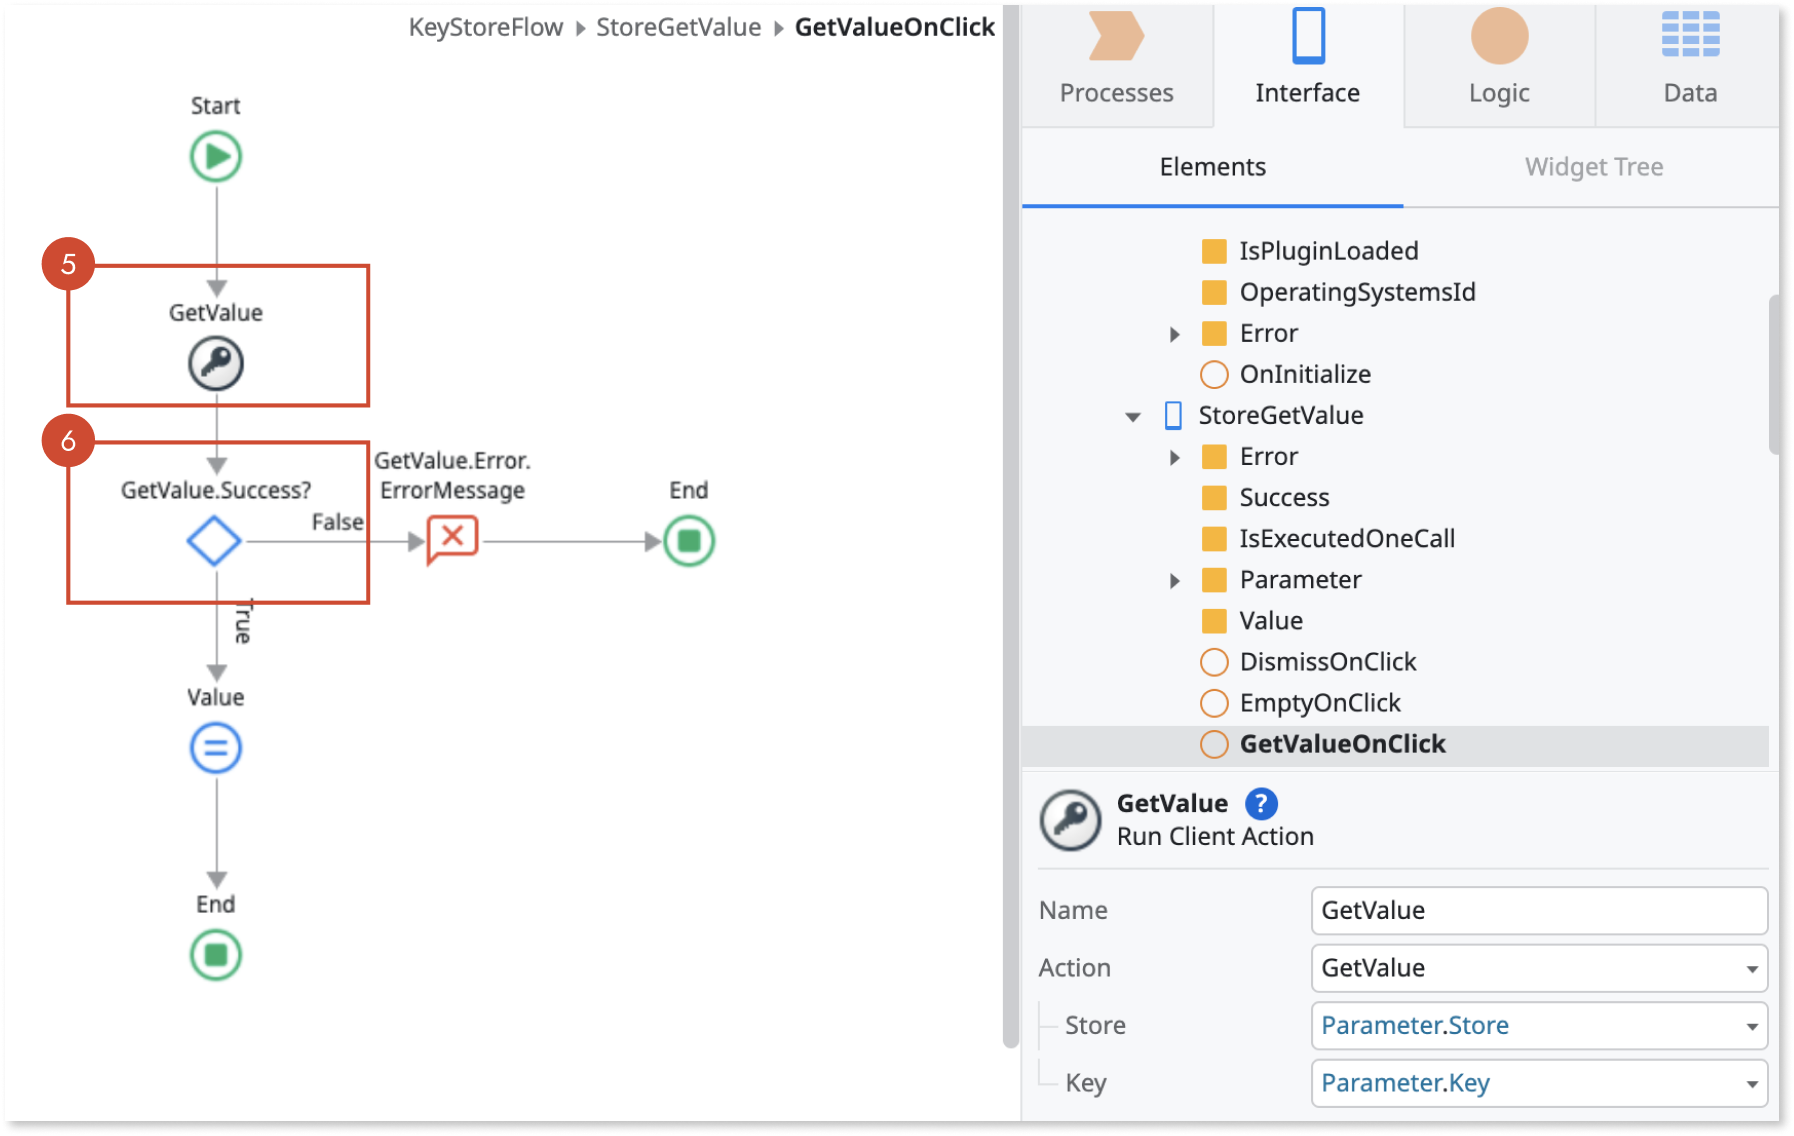 KeyStoreFlow ▸ StoreGetValue ▸ GetValueOnClick
Start
5
GetValue
6
GetValue.Success?
False
GetValue.Error.
ErrorMessage
End
True
Value
End
Processes
Interface
Logic
Data
Elements
Widget Tree
IsPluginLoaded
OperatingSystemsId
Error
OnInitialize
StoreGetValue
Error
Success
IsExecutedOneCall
Parameter
Value
DismissOnClick
EmptyOnClick
GetValueOnClick
GetValue ?
Run Client Action
Name GetValue
Action GetValue
Store Parameter.Store
Key Parameter.Key